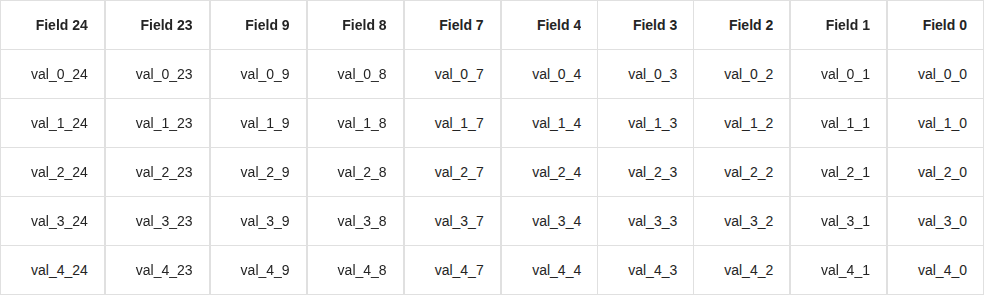 Field 24 Field 23 Field 9 Field 8 Field 7 Field 4 Field 3 Field 2 Field 1 Field 0
val_0_24 val_0_23 val_0_9 val_0_8 val_0_7 val_0_4 val_0_3 val_0_2 val_0_1 val_0_0
val_1_24 val_1_23 val_1_9 val_1_8 val_1_7 val_1_4 val_1_3 val_1_2 val_1_1 val_1_0
val_2_24 val_2_23 val_2_9 val_2_8 val_2_7 val_2_4 val_2_3 val_2_2 val_2_1 val_2_0
val_3_24 val_3_23 val_3_9 val_3_8 val_3_7 val_3_4 val_3_3 val_3_2 val_3_1 val_3_0
val_4_24 val_4_23 val_4_9 val_4_8 val_4_7 val_4_4 val_4_3 val_4_2 val_4_1 val_4_0